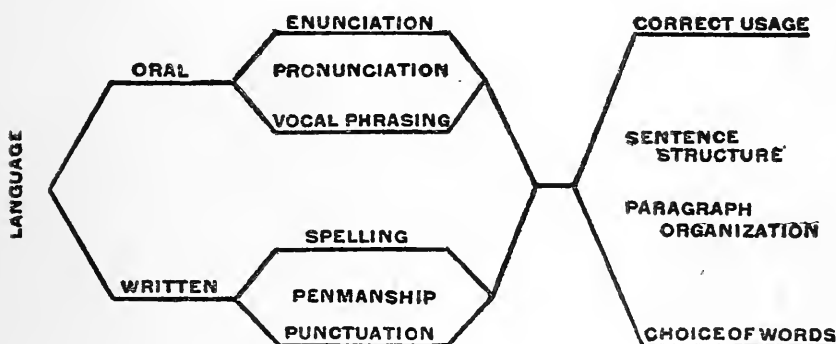 LANGUAGE
ORAL
ENUNCIATION
PRONUNCIATION
VOCAL PHRASING
WRITTEN
SPELLING
PENMANSHIP
PUNCTUATION
CORRECT USAGE
SENTENCE
STRUCTURE
PARAGRAPH
ORGANIZATION
CHOICE OF WORDS